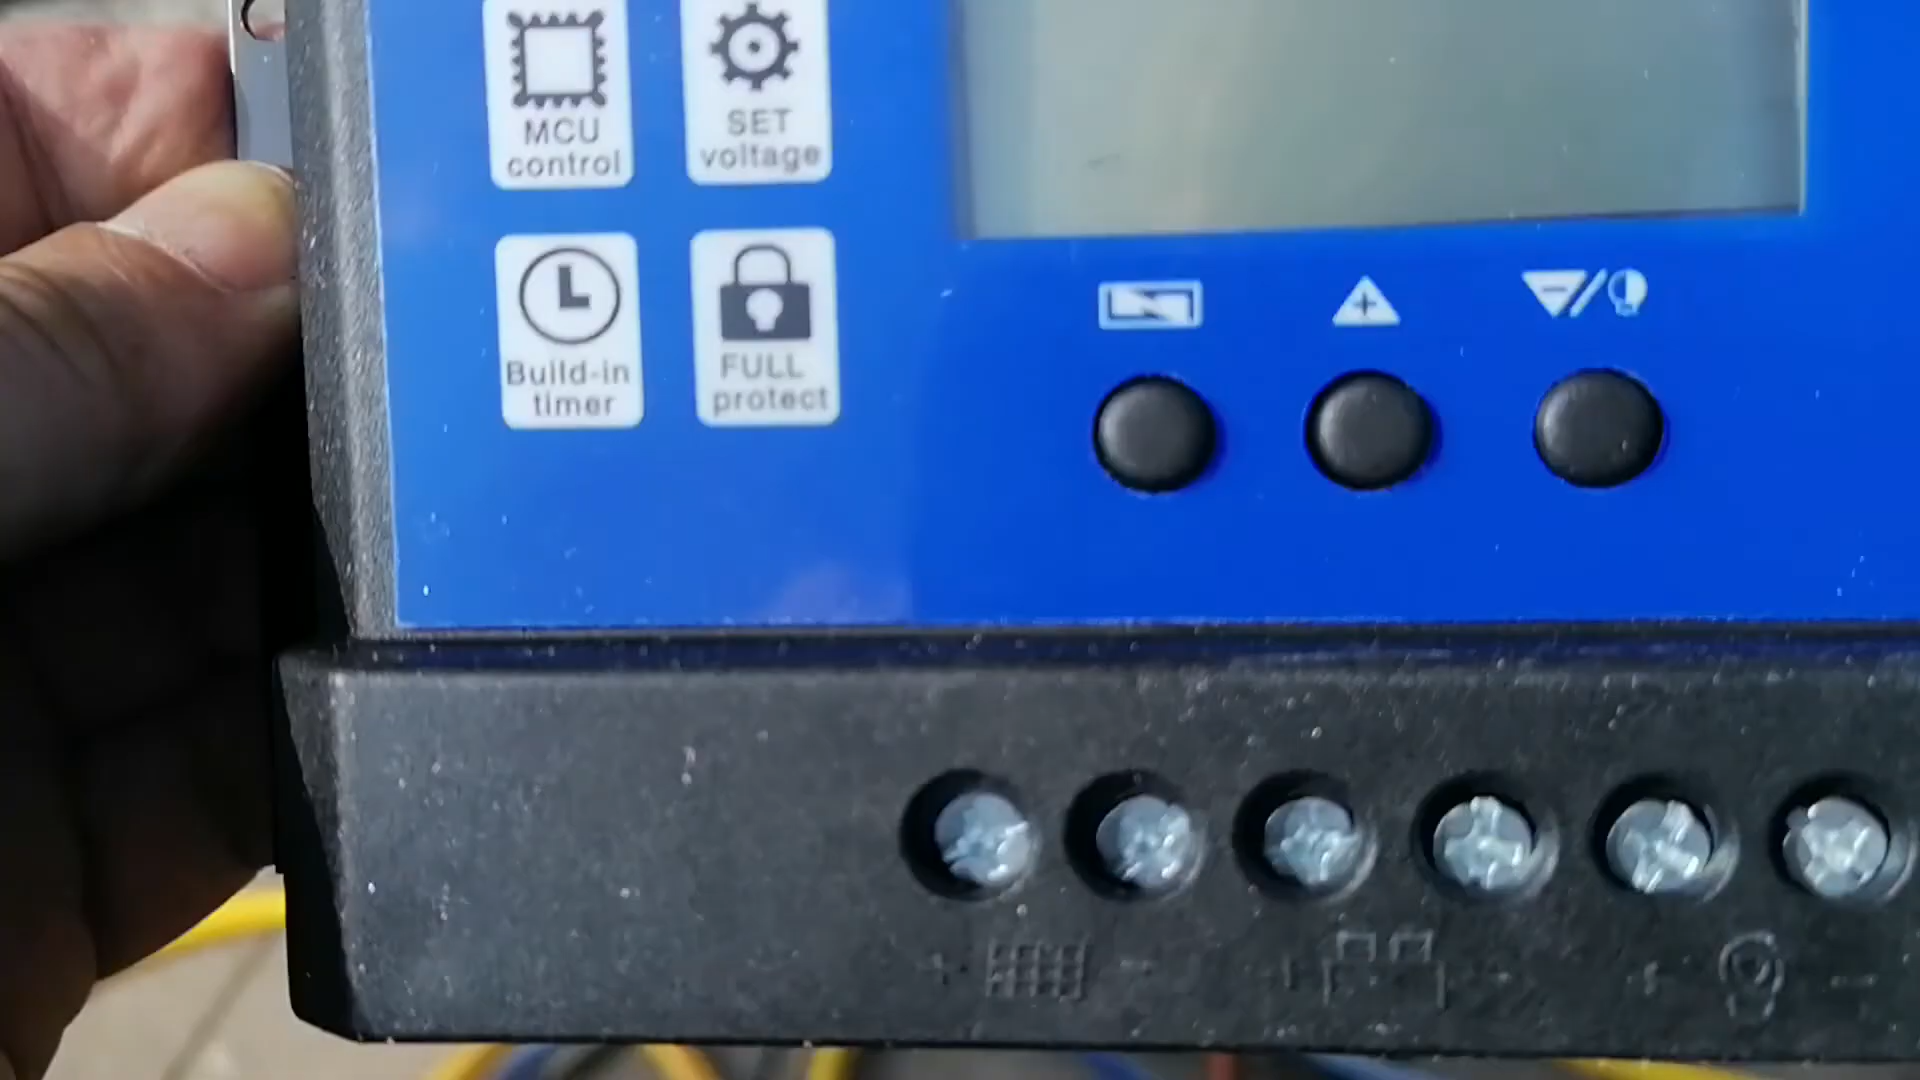 MCU
control
SET
voltage
Build-in
timer
FULL
protect
+ -
+ -
+ -